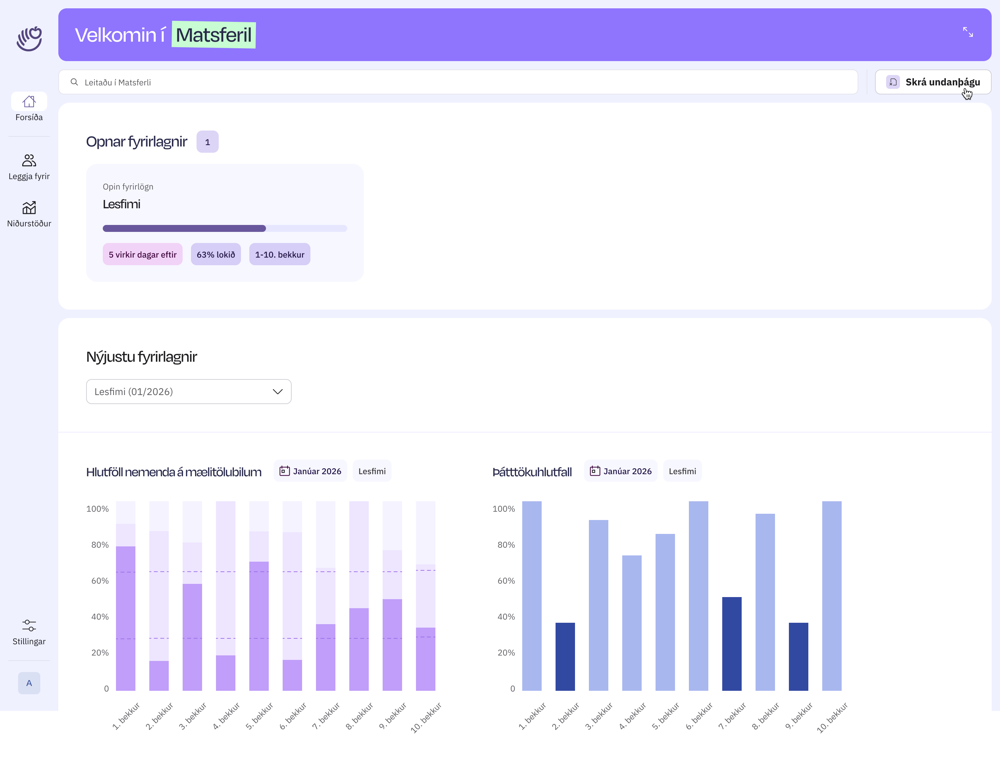 Velkomin í Matsferil
Leitaðu í Matsferli
Skrá undanþágu
Forsíða
Leggja fyrir
Niðurstöður
Opnar fyrirlagnir 1
Opin fyrirlögn
Lesfimi
5 virkir dagar eftir 63% lokið 1-10. bekkur
Nýjustu fyrirlagnir
Lesfimi (01/2026)
Hlutföll nemenda á mælitölubilum Janúar 2026 Lesfimi
100%
80%
60%
40%
20%
0
1. bekkur 2. bekkur 3. bekkur 4. bekkur 5. bekkur 6. bekkur 7. bekkur 8. bekkur 9. bekkur 10. bekkur
Þátttökuhlutfall Janúar 2026 Lesfimi
100%
80%
60%
40%
20%
0
1. bekkur 2. bekkur 3. bekkur 4. bekkur 5. bekkur 6. bekkur 7. bekkur 8. bekkur 9. bekkur 10. bekkur
Stillingar
A